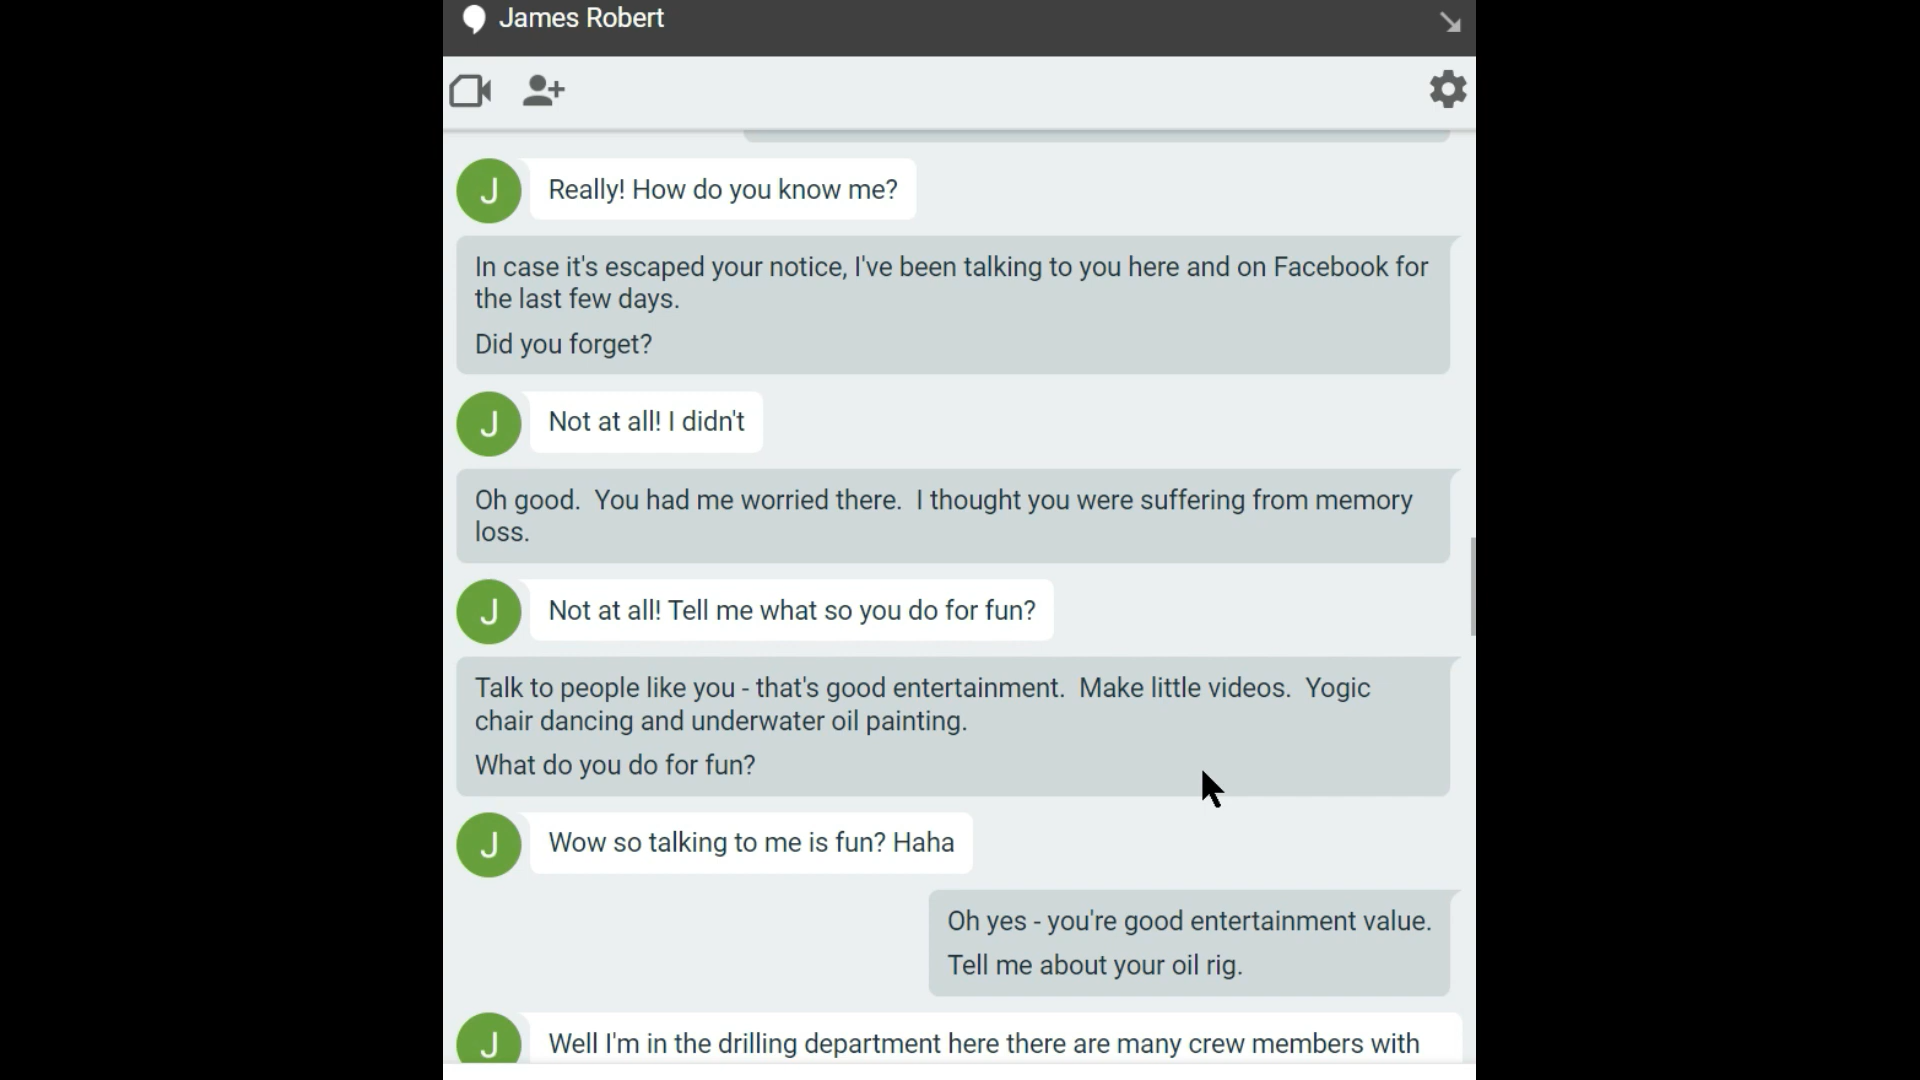 James Robert
J
Really! How do you know me?
In case it's escaped your notice, I've been talking to you here and on Facebook for
the last few days.
Did you forget?
J
Not at all! I didn't
Oh good.  You had me worried there.  I thought you were suffering from memory
loss.
J
Not at all! Tell me what so you do for fun?
Talk to people like you - that's good entertainment.  Make little videos.  Yogic
chair dancing and underwater oil painting.
What do you do for fun?
J
Wow so talking to me is fun? Haha
Oh yes - you're good entertainment value.
Tell me about your oil rig.
J
Well I'm in the drilling department here there are many crew members with